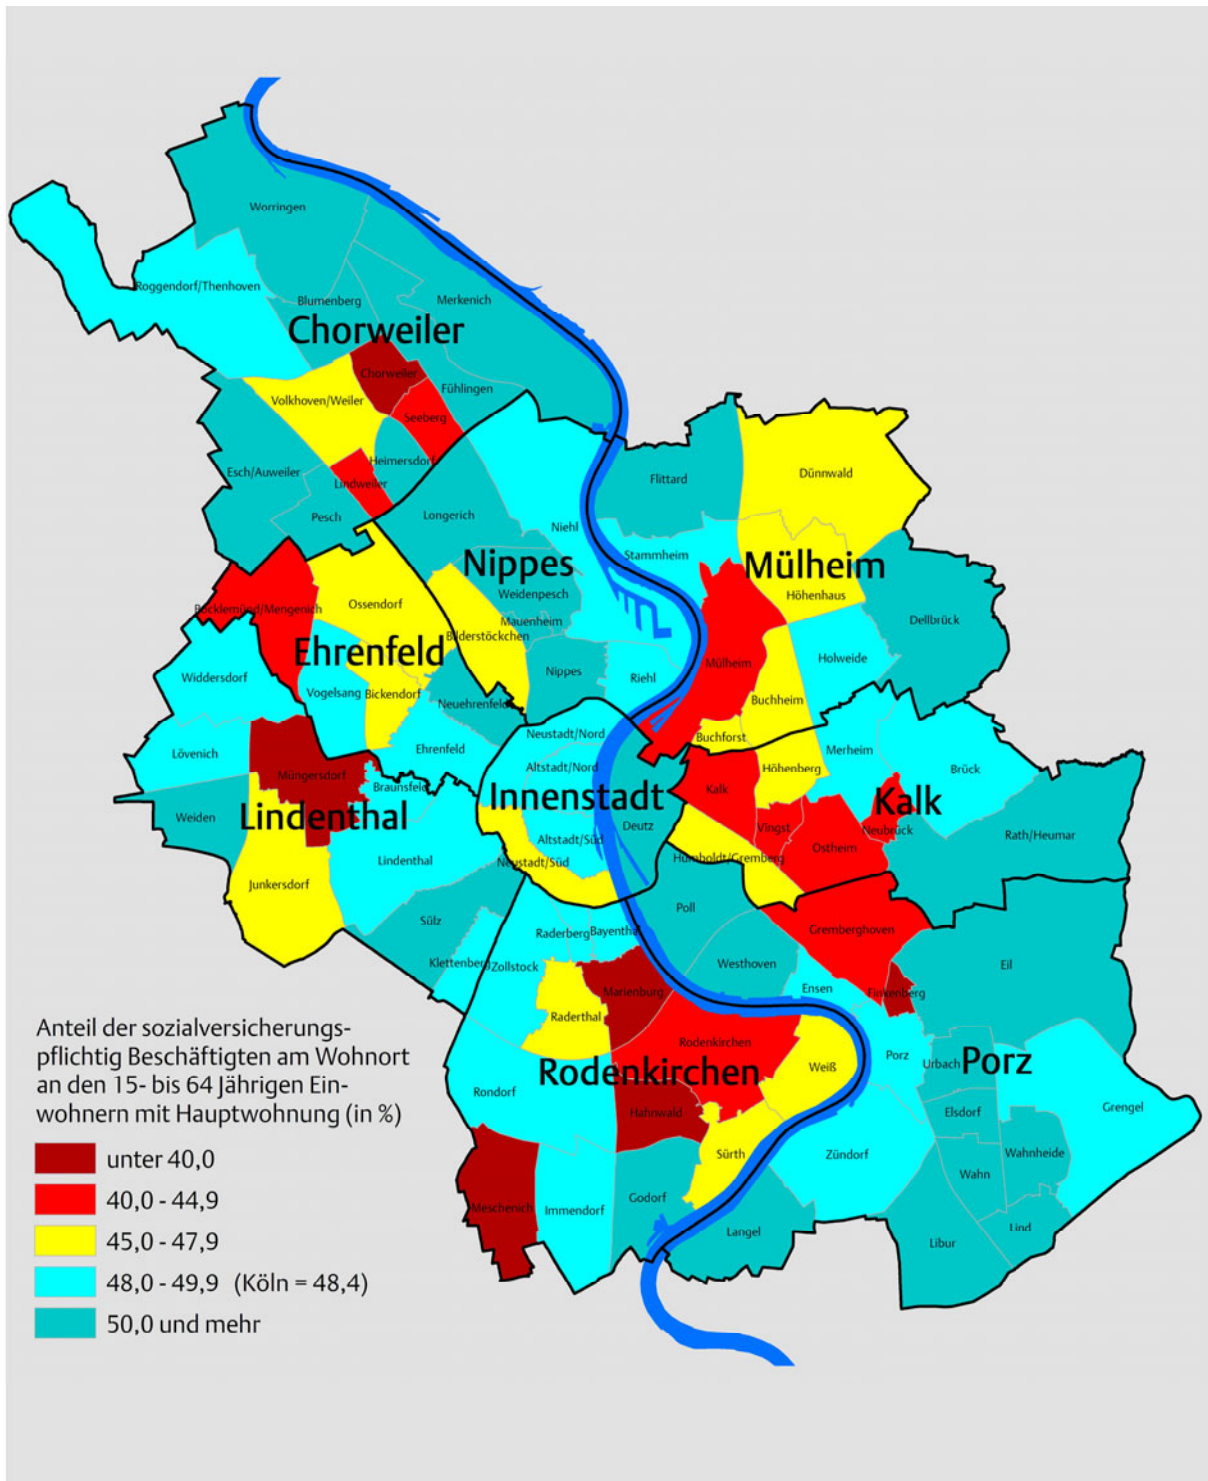 Worringen
Roggendorf/Thenhoven
Blumenberg
Merkenich
Chorweiler
Chorweiler
Fühlingen
Volkhoven/Weiler
Seeberg
Heimersdorf
Esch/Auweiler
Lindweiler
Pesch
Longerich
Niehl
Flittard
Dünnwald
Stammheim
Nippes
Mülheim
Weidenpesch
Höhenhaus
Ossendorf
Bocklemünd/Mengenich
Mauenheim
Bilderstöckchen
Dellbrück
Ehrenfeld
Holweide
Mülheim
Widdersdorf
Nippes
Riehl
Vogelsang
Bickendorf
Neuehrenfeld
Buchheim
Neustadt/Nord
Buchforst
Ehrenfeld
Lövenich
Merheim
Altstadt/Nord
Höhenberg
Brück
Müngersdorf
Braunsfeld
Kalk
Innenstadt
Kalk
Weiden
Lindenthal
Deutz
Vingst
Neubrück
Rath/Heumar
Altstadt/Süd
Ostheim
Lindenthal
Neustadt/Süd
Humboldt/Gremberg
Junkersdorf
Poll
Sülz
Raderberg
Bayenthal
Gremberghoven
Klettenberg
Zollstock
Westhoven
Eil
Marienburg
Ensen
Finkenberg
Raderthal
Rodenkirchen
Porz
Rodenkirchen
Weiß
Urbach
Porz
Rondorf
Hahnwald
Elsdorf
Grengel
Sürth
Zündorf
Wahnheide
Wahn
Meschenich
Immendorf
Godorf
Langel
Libur
Lind
Anteil der sozialversicherungs-
pflichtig Beschäftigten am Wohnort
an den 15- bis 64 Jährigen Ein-
wohnern mit Hauptwohnung (in %)
unter 40,0
40,0 - 44,9
45,0 - 47,9
48,0 - 49,9 (Köln = 48,4)
50,0 und mehr